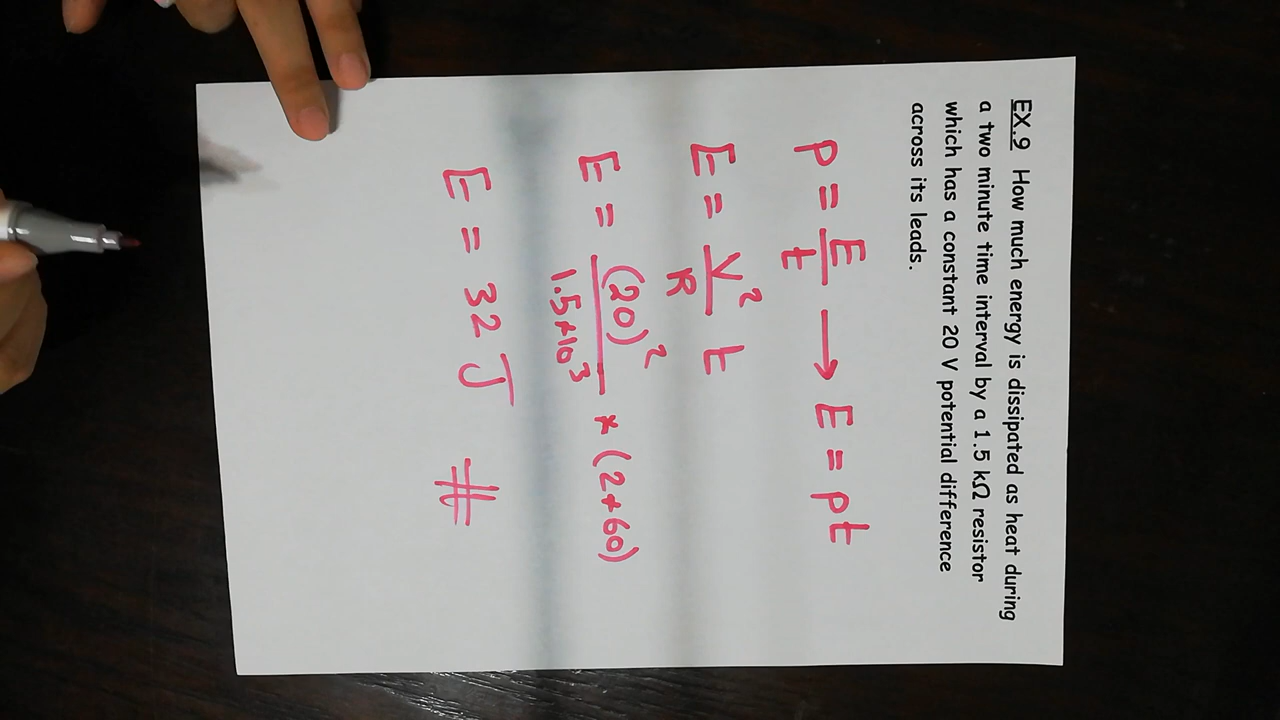 EX.9 How much energy is dissipated as heat during
a two minute time interval by a 1.5 kΩ resistor
which has a constant 20 V potential difference
across its leads.
P = E/t → E = pt
E = V²/R t
E = (20)²/1.5*10³ * (2*60)
E = 32 J #